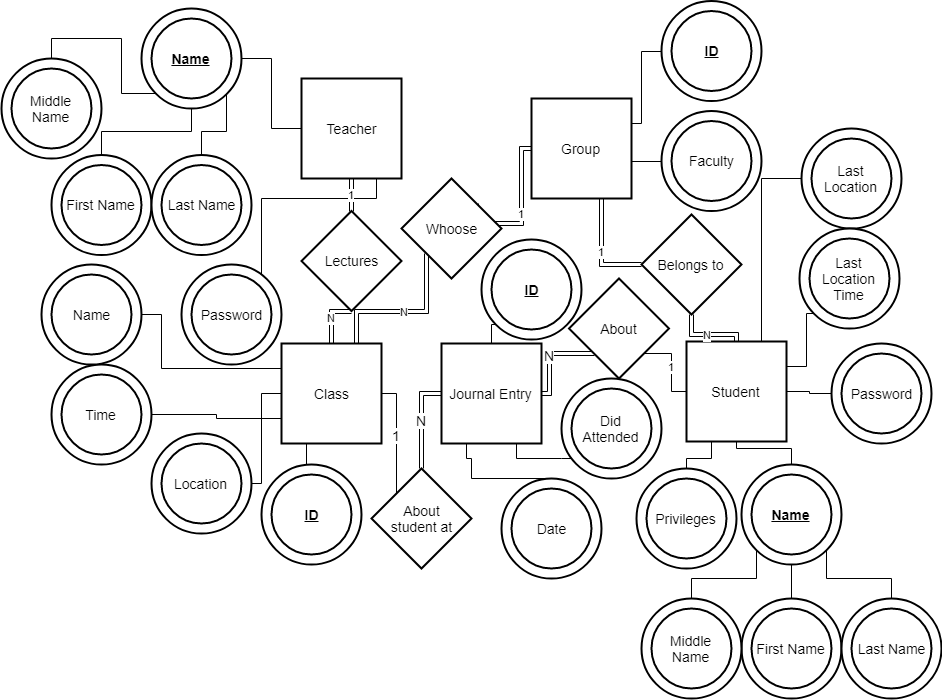 Name
ID
Middle
Name
Teacher
Group
Faculty
Last
Location
First Name
Last Name
1
Whoose
1
Lectures
1
Belongs to
Last
Location
Time
ID
Name
Password
N
N
About
N
N
1
Class
Journal Entry
Student
Password
Time
1
N
Did
Attended
Location
ID
About
student at
Date
Privileges
Name
Middle
Name
First Name
Last Name